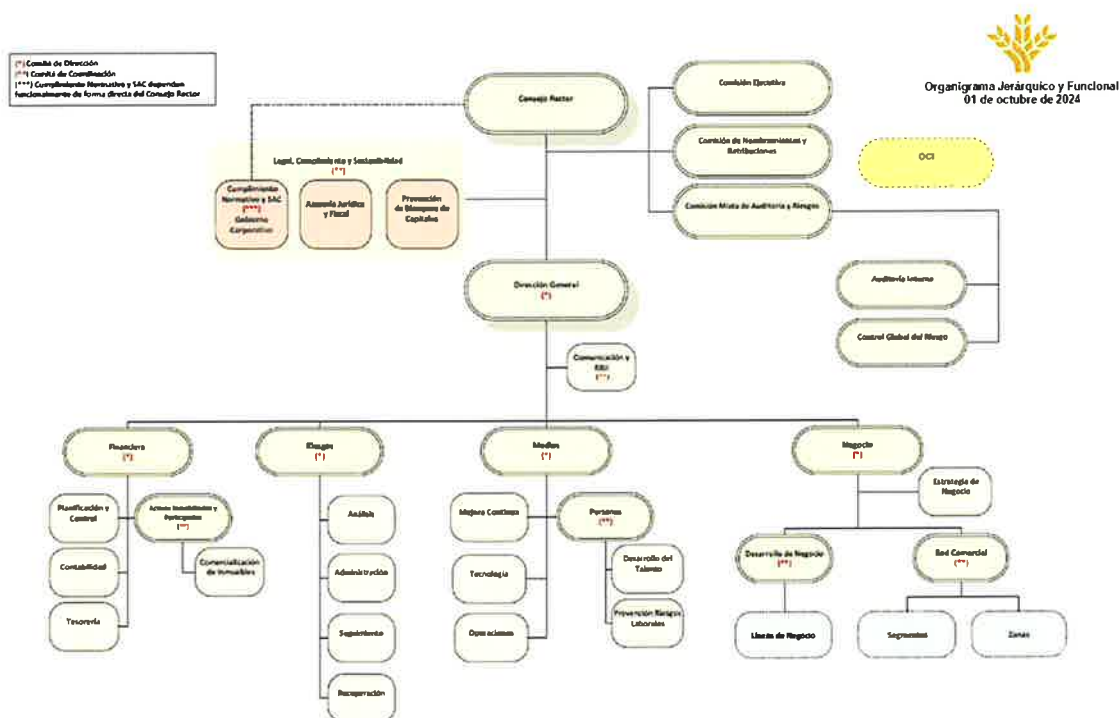 (*) Comité de Dirección
(**) Comité de Coordinación
(***) Cumplimiento Normativo y SAC dependen
funcionalmente de forma directa del Consejo Rector
Organigrama Jerárquico y Funcional
01 de octubre de 2024
Consejo Rector
Comisión Ejecutiva
Comisión de Nombramientos y
Retribuciones
OCI
Comisión Mixta de Auditoría y Riesgos
Legal, Cumplimiento y Sostenibilidad
(**)
Cumplimiento
Normativo y SAC
(***)
Gobierno
Corporativo
Asesoría Jurídica
y Fiscal
Prevención
de Blanqueo de
Capitales
Dirección General
(*)
Auditoría Interna
Control Global del Riesgo
Comunicación y
(**)
Financiera
(*)
Riesgos
(*)
Medios
(*)
Negocio
(*)
Planificación y
Control
Activos Inmobiliarios y
Participadas
(**)
Comercialización
de Inmuebles
Contabilidad
Tesorería
Análisis
Administración
Seguimiento
Recuperación
Mejora Continua
Personas
(**)
Tecnología
Desarrollo del
Talento
Operaciones
Prevención Riesgos
Laborales
Estrategia de
Negocio
Desarrollo de Negocio
(**)
Red Comercial
(**)
Líneas de Negocio
Segmentos
Zonas